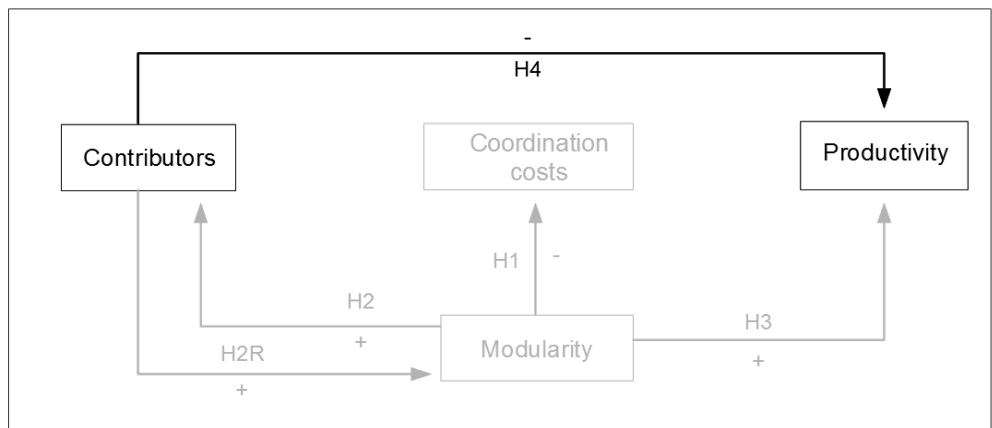 -
H4
Contributors
Coordination
costs
Productivity
H1
-
H2
+
H3
+
Modularity
H2R
+